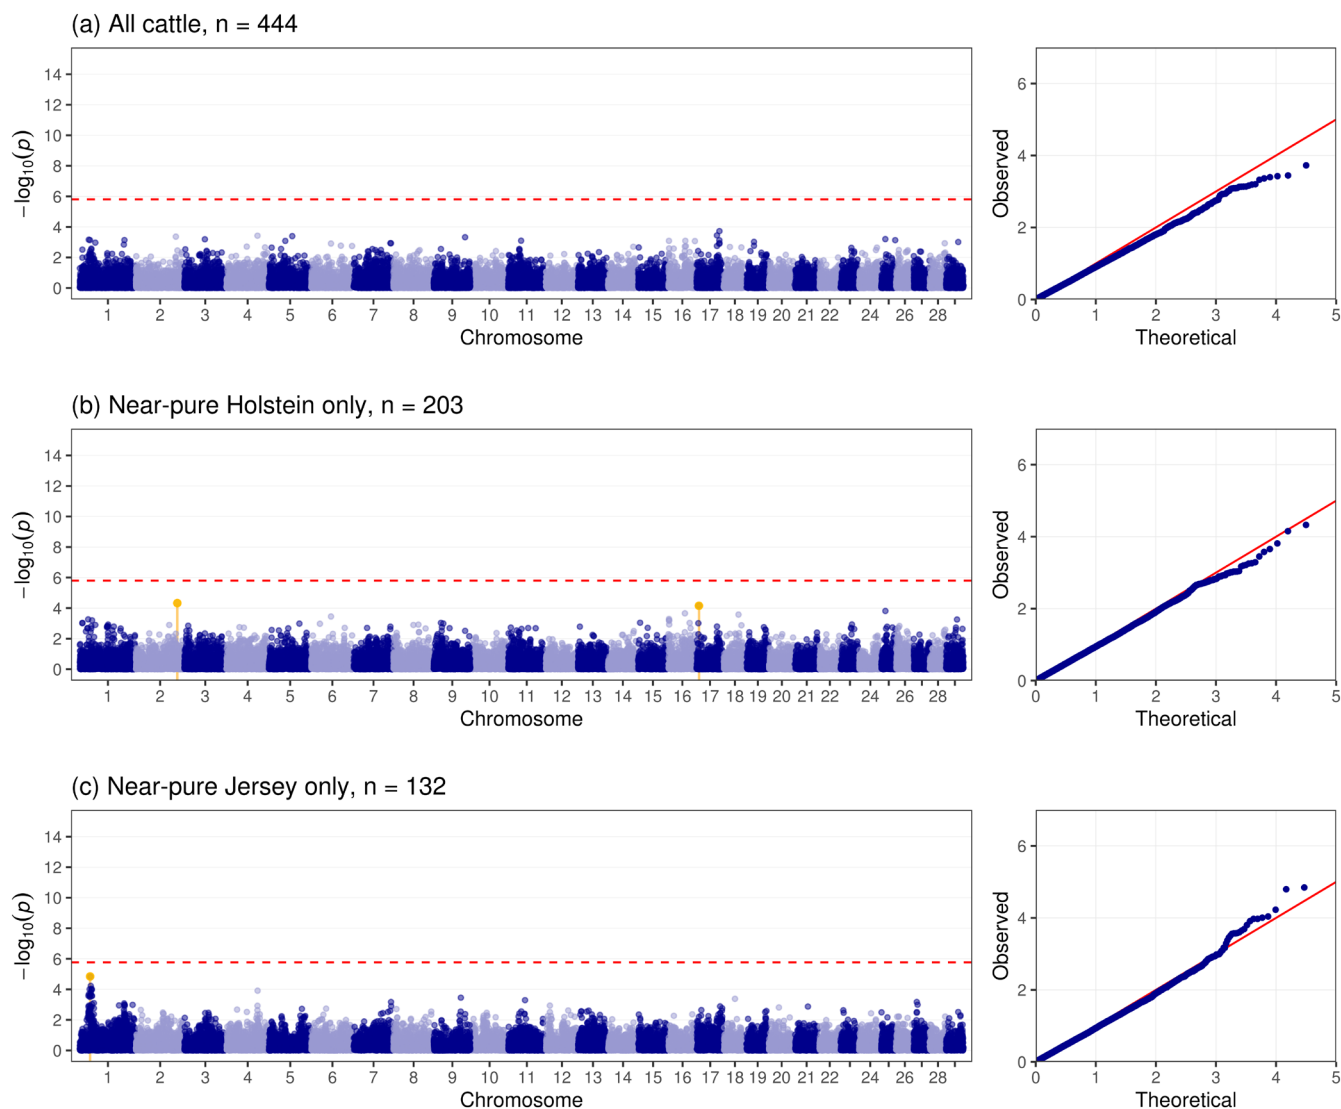 (a) All cattle, n = 444
14
12
10
8
6
4
2
0
−log10(p)
1 2 3 4 5 6 7 8 9 10 11 12 13 14 15 16 17 18 19 20 21 22 24 26 28
Chromosome
6
4
2
0
Observed
0 1 2 3 4 5
Theoretical
(b) Near-pure Holstein only, n = 203
14
12
10
8
6
4
2
0
−log10(p)
1 2 3 4 5 6 7 8 9 10 11 12 13 14 15 16 17 18 19 20 21 22 24 26 28
Chromosome
6
4
2
0
Observed
0 1 2 3 4 5
Theoretical
(c) Near-pure Jersey only, n = 132
14
12
10
8
6
4
2
0
−log10(p)
1 2 3 4 5 6 7 8 9 10 11 12 13 14 15 16 17 18 19 20 21 22 24 26 28
Chromosome
6
4
2
0
Observed
0 1 2 3 4 5
Theoretical